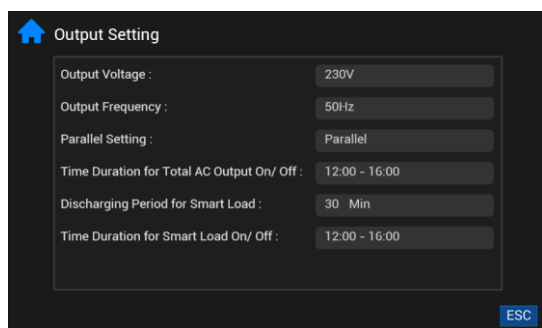 Output Setting
Output Voltage : 230V
Output Frequency : 50Hz
Parallel Setting : Parallel
Time Duration for Total AC Output On/ Off : 12:00 - 16:00
Discharging Period for Smart Load : 30 Min
Time Duration for Smart Load On/ Off : 12:00 - 16:00
ESC